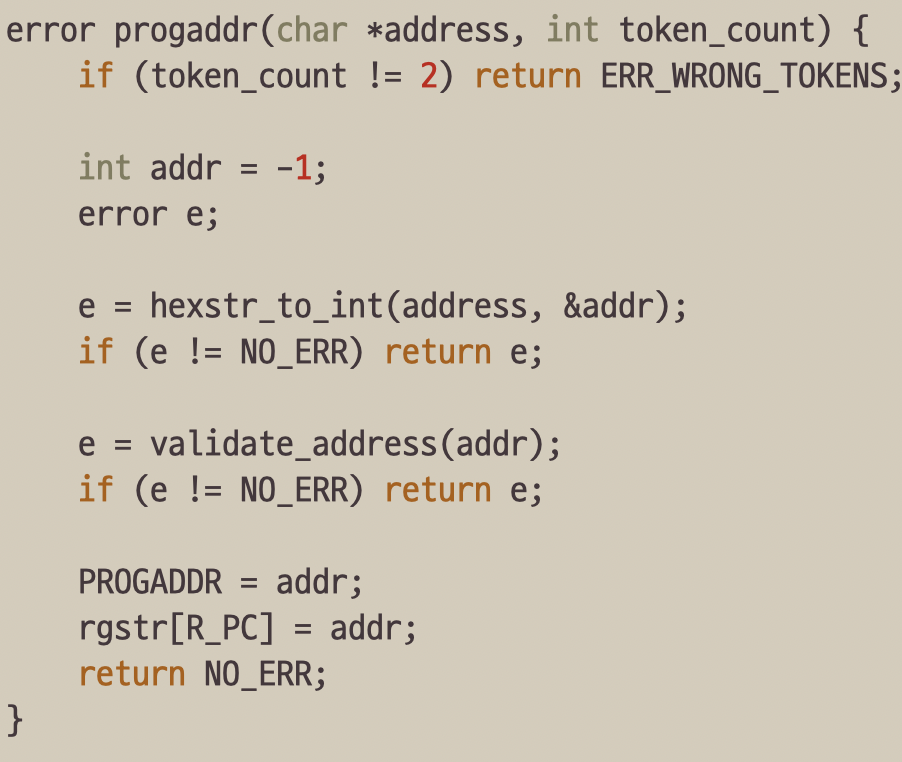 error progaddr(char *address, int token_count) {
    if (token_count != 2) return ERR_WRONG_TOKENS;

    int addr = -1;
    error e;

    e = hexstr_to_int(address, &addr);
    if (e != NO_ERR) return e;

    e = validate_address(addr);
    if (e != NO_ERR) return e;

    PROGADDR = addr;
    rgstr[R_PC] = addr;
    return NO_ERR;
}